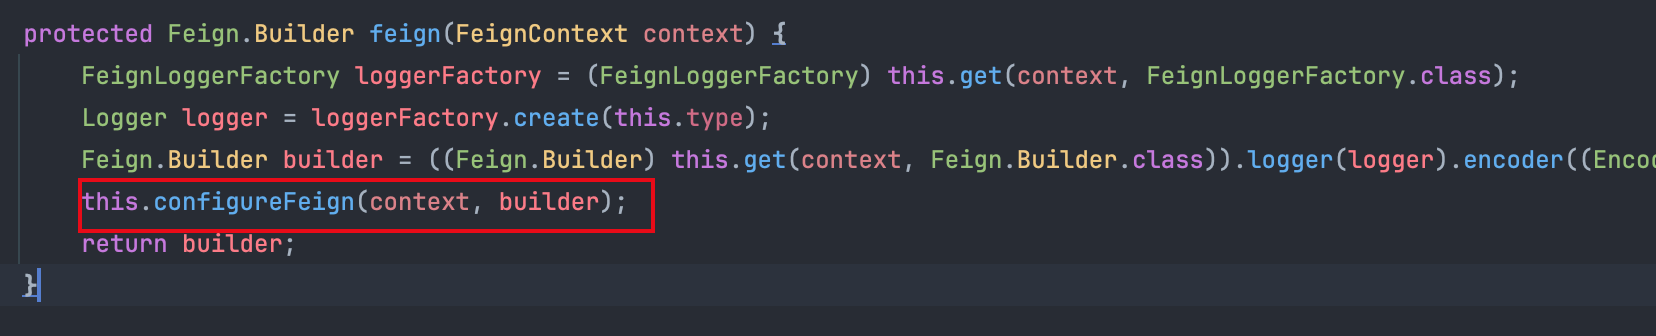 protected Feign.Builder feign(FeignContext context) {
    FeignLoggerFactory loggerFactory = (FeignLoggerFactory) this.get(context, FeignLoggerFactory.class);
    Logger logger = loggerFactory.create(this.type);
    Feign.Builder builder = ((Feign.Builder) this.get(context, Feign.Builder.class)).logger(logger).encoder((Enco
    this.configureFeign(context, builder);
    return builder;
}